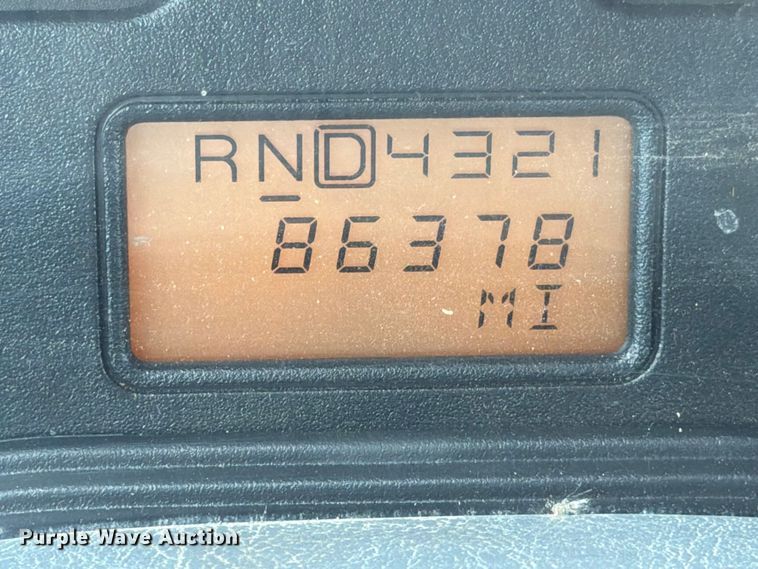 RND4321
86378
MI
Purple Wave Auction